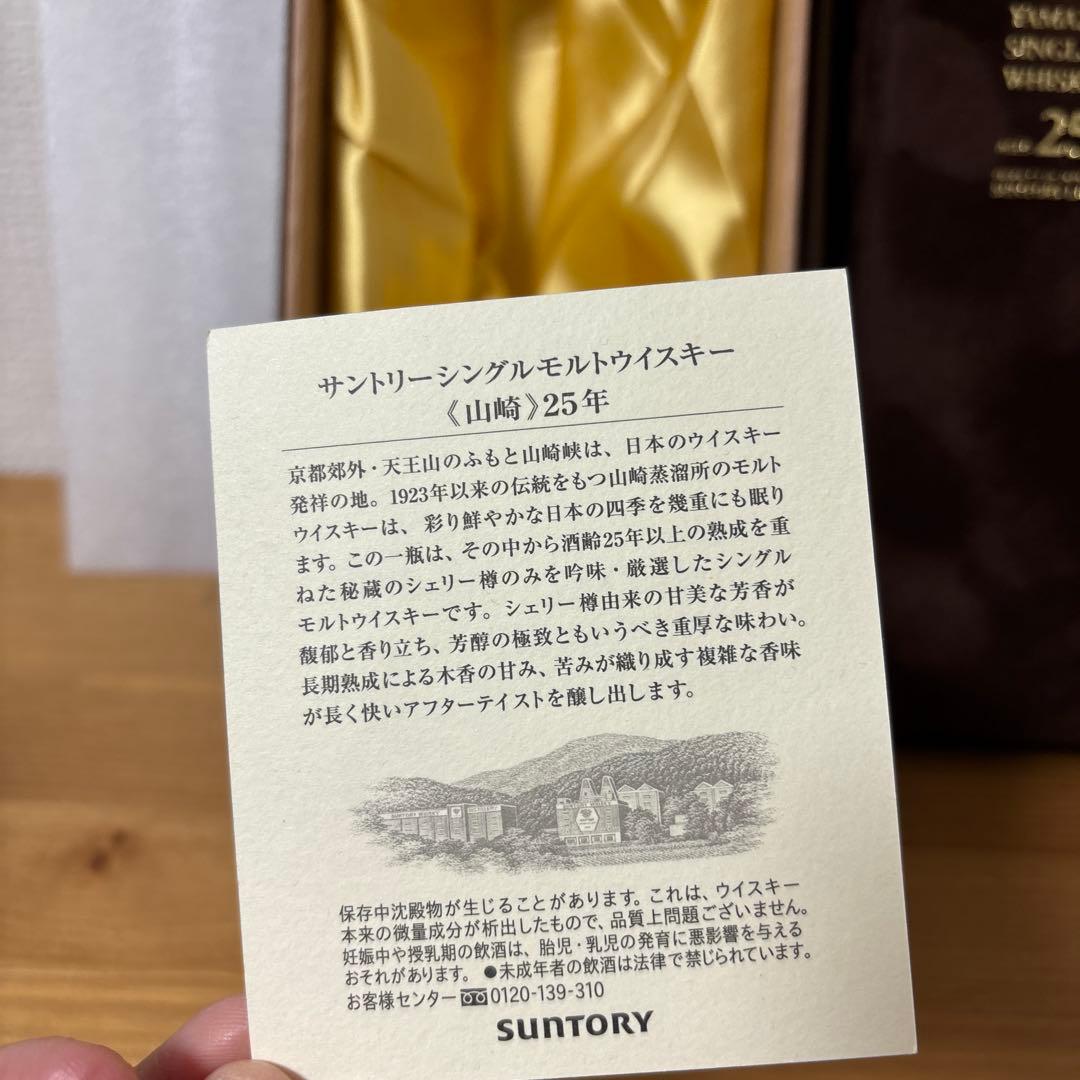 サントリーシングルモルトウイスキー
《山崎》25年
京都郊外・天王山のふもと山崎峡は、日本のウイスキー
発祥の地。1923年以来の伝統をもつ山崎蒸溜所のモルト
ウイスキーは、彩り鮮やかな日本の四季を幾重にも眠り
ます。この一瓶は、その中から酒齢25年以上の熟成を重
ねた秘蔵のシェリー樽のみを吟味・厳選したシングル
モルトウイスキーです。シェリー樽由来の甘美な芳香が
馥郁と香り立ち、芳醇の極致ともいうべき重厚な味わい。
長期熟成による木香の甘み、苦みが織り成す複雑な香味
が長く快いアフターテイストを醸し出します。
SUNTORY WHISKY
保存中沈殿物が生じることがあります。これは、ウイスキー
本来の微量成分が析出したもので、品質上問題ございません。
妊娠中や授乳期の飲酒は、胎児・乳児の発育に悪影響を与える
おそれがあります。 ●未成年者の飲酒は法律で禁じられています。
お客様センター 0120-139-310
SUNTORY
YAMA
SINGL
WHISK
25